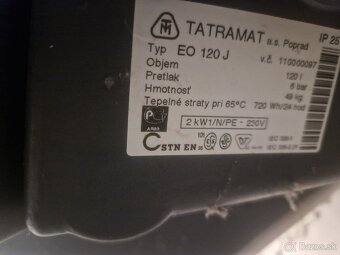 TATRAMAT a.s. Poprad IP 25
Typ EO 120 J v.č. 110000097
Objem 120 l
Pretlak 6 bar
Hmotnosť 49 kg
Tepelné straty pri 65°C 720 Wh/24 hod
2 kW1/N/PE - 230V
C STN EN
Bazos.sk